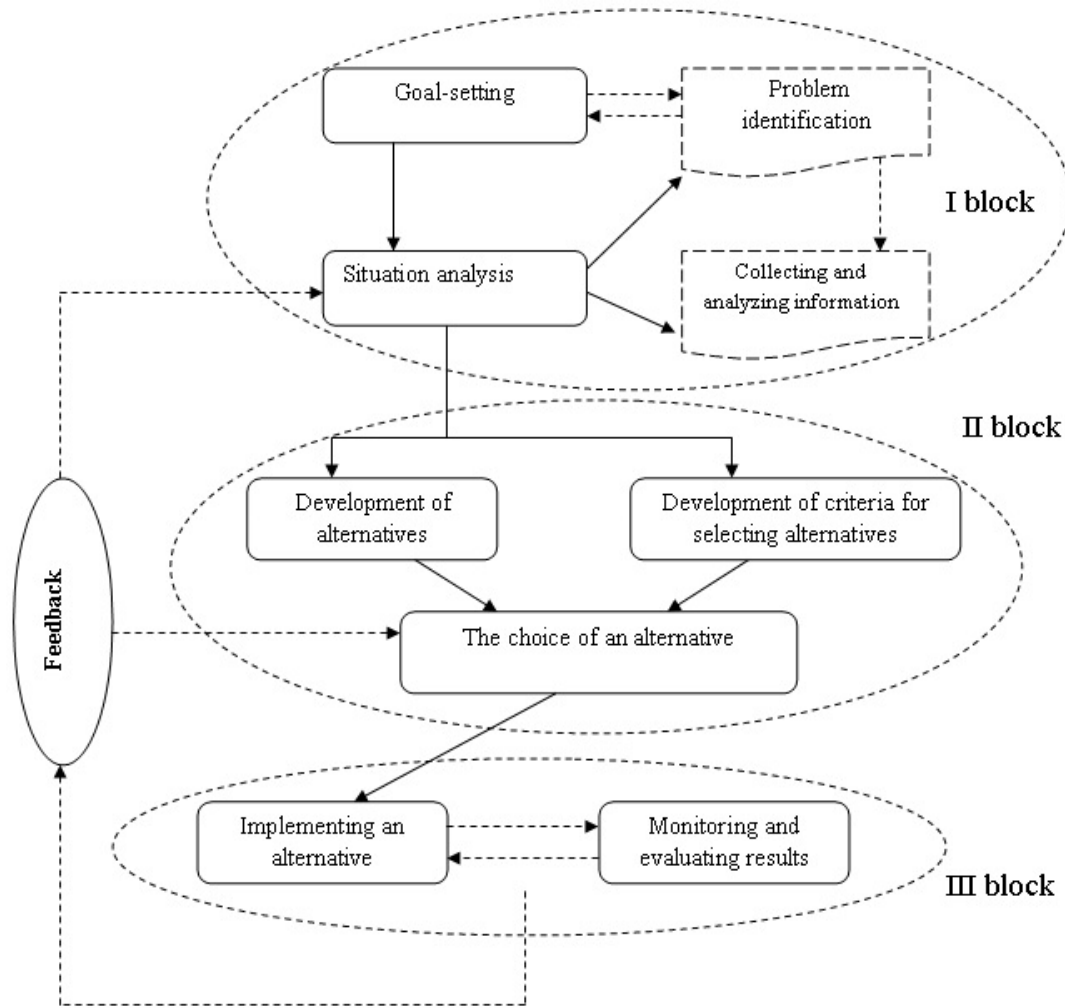 Goal-setting
Problem
identification
I block
Situation analysis
Collecting and
analyzing information
II block
Development of
alternatives
Development of criteria for
selecting alternatives
Feedback
The choice of an alternative
Implementing an
alternative
Monitoring and
evaluating results
III block